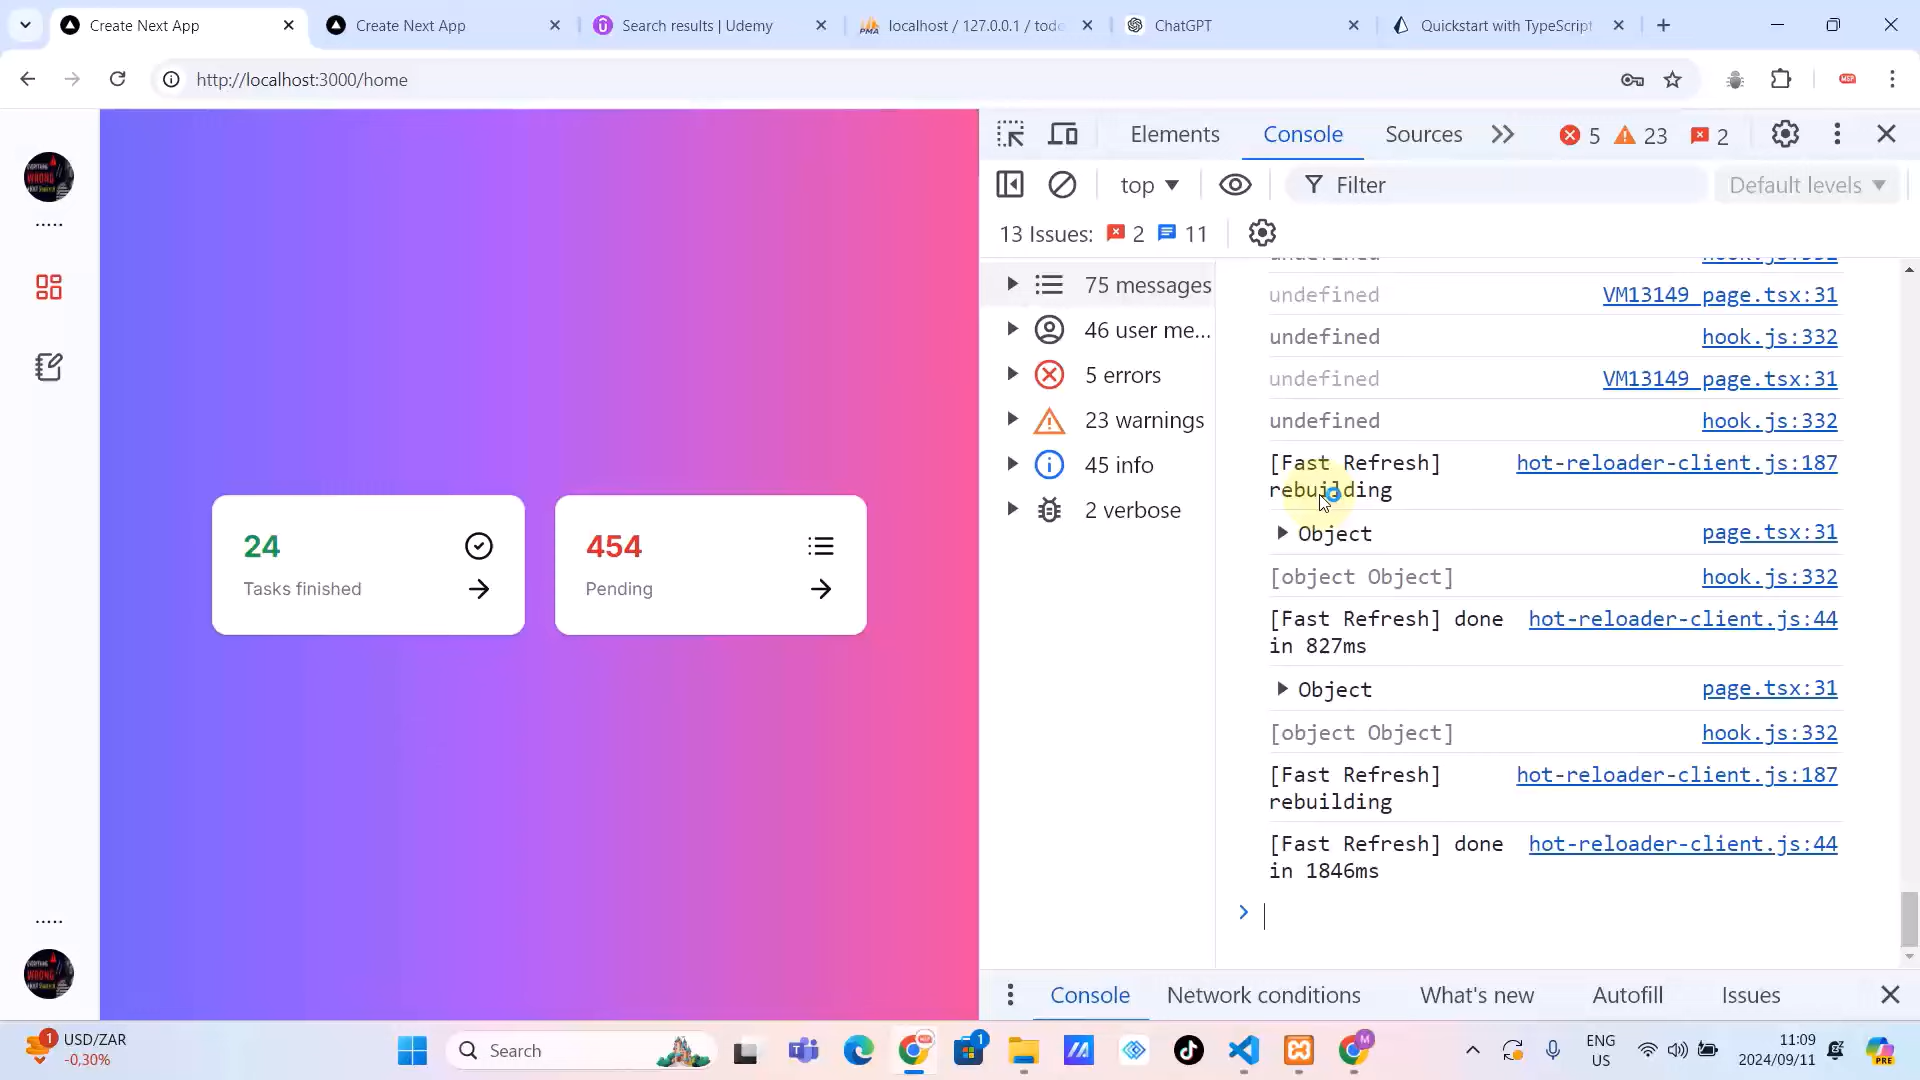 Create Next App
Create Next App
Search results | Udemy
localhost / 127.0.0.1 / todo
ChatGPT
Quickstart with TypeScript
http://localhost:3000/home
Elements
Console
Sources
5
23
2
top
Filter
Default levels
13 Issues:
2
11
75 messages
46 user me...
5 errors
23 warnings
45 info
2 verbose
undefined hook.js:332
undefined VM13149 page.tsx:31
undefined hook.js:332
undefined VM13149 page.tsx:31
undefined hook.js:332
[Fast Refresh] hot-reloader-client.js:187
rebuilding
Object page.tsx:31
[object Object] hook.js:332
[Fast Refresh] done hot-reloader-client.js:44
in 827ms
Object page.tsx:31
[object Object] hook.js:332
[Fast Refresh] hot-reloader-client.js:187
rebuilding
[Fast Refresh] done hot-reloader-client.js:44
in 1846ms
24
Tasks finished
454
Pending
Console
Network conditions
What's new
Autofill
Issues
1
USD/ZAR
-0,30%
Search
1
M
ENG
US
11:09
2024/09/11
PRE